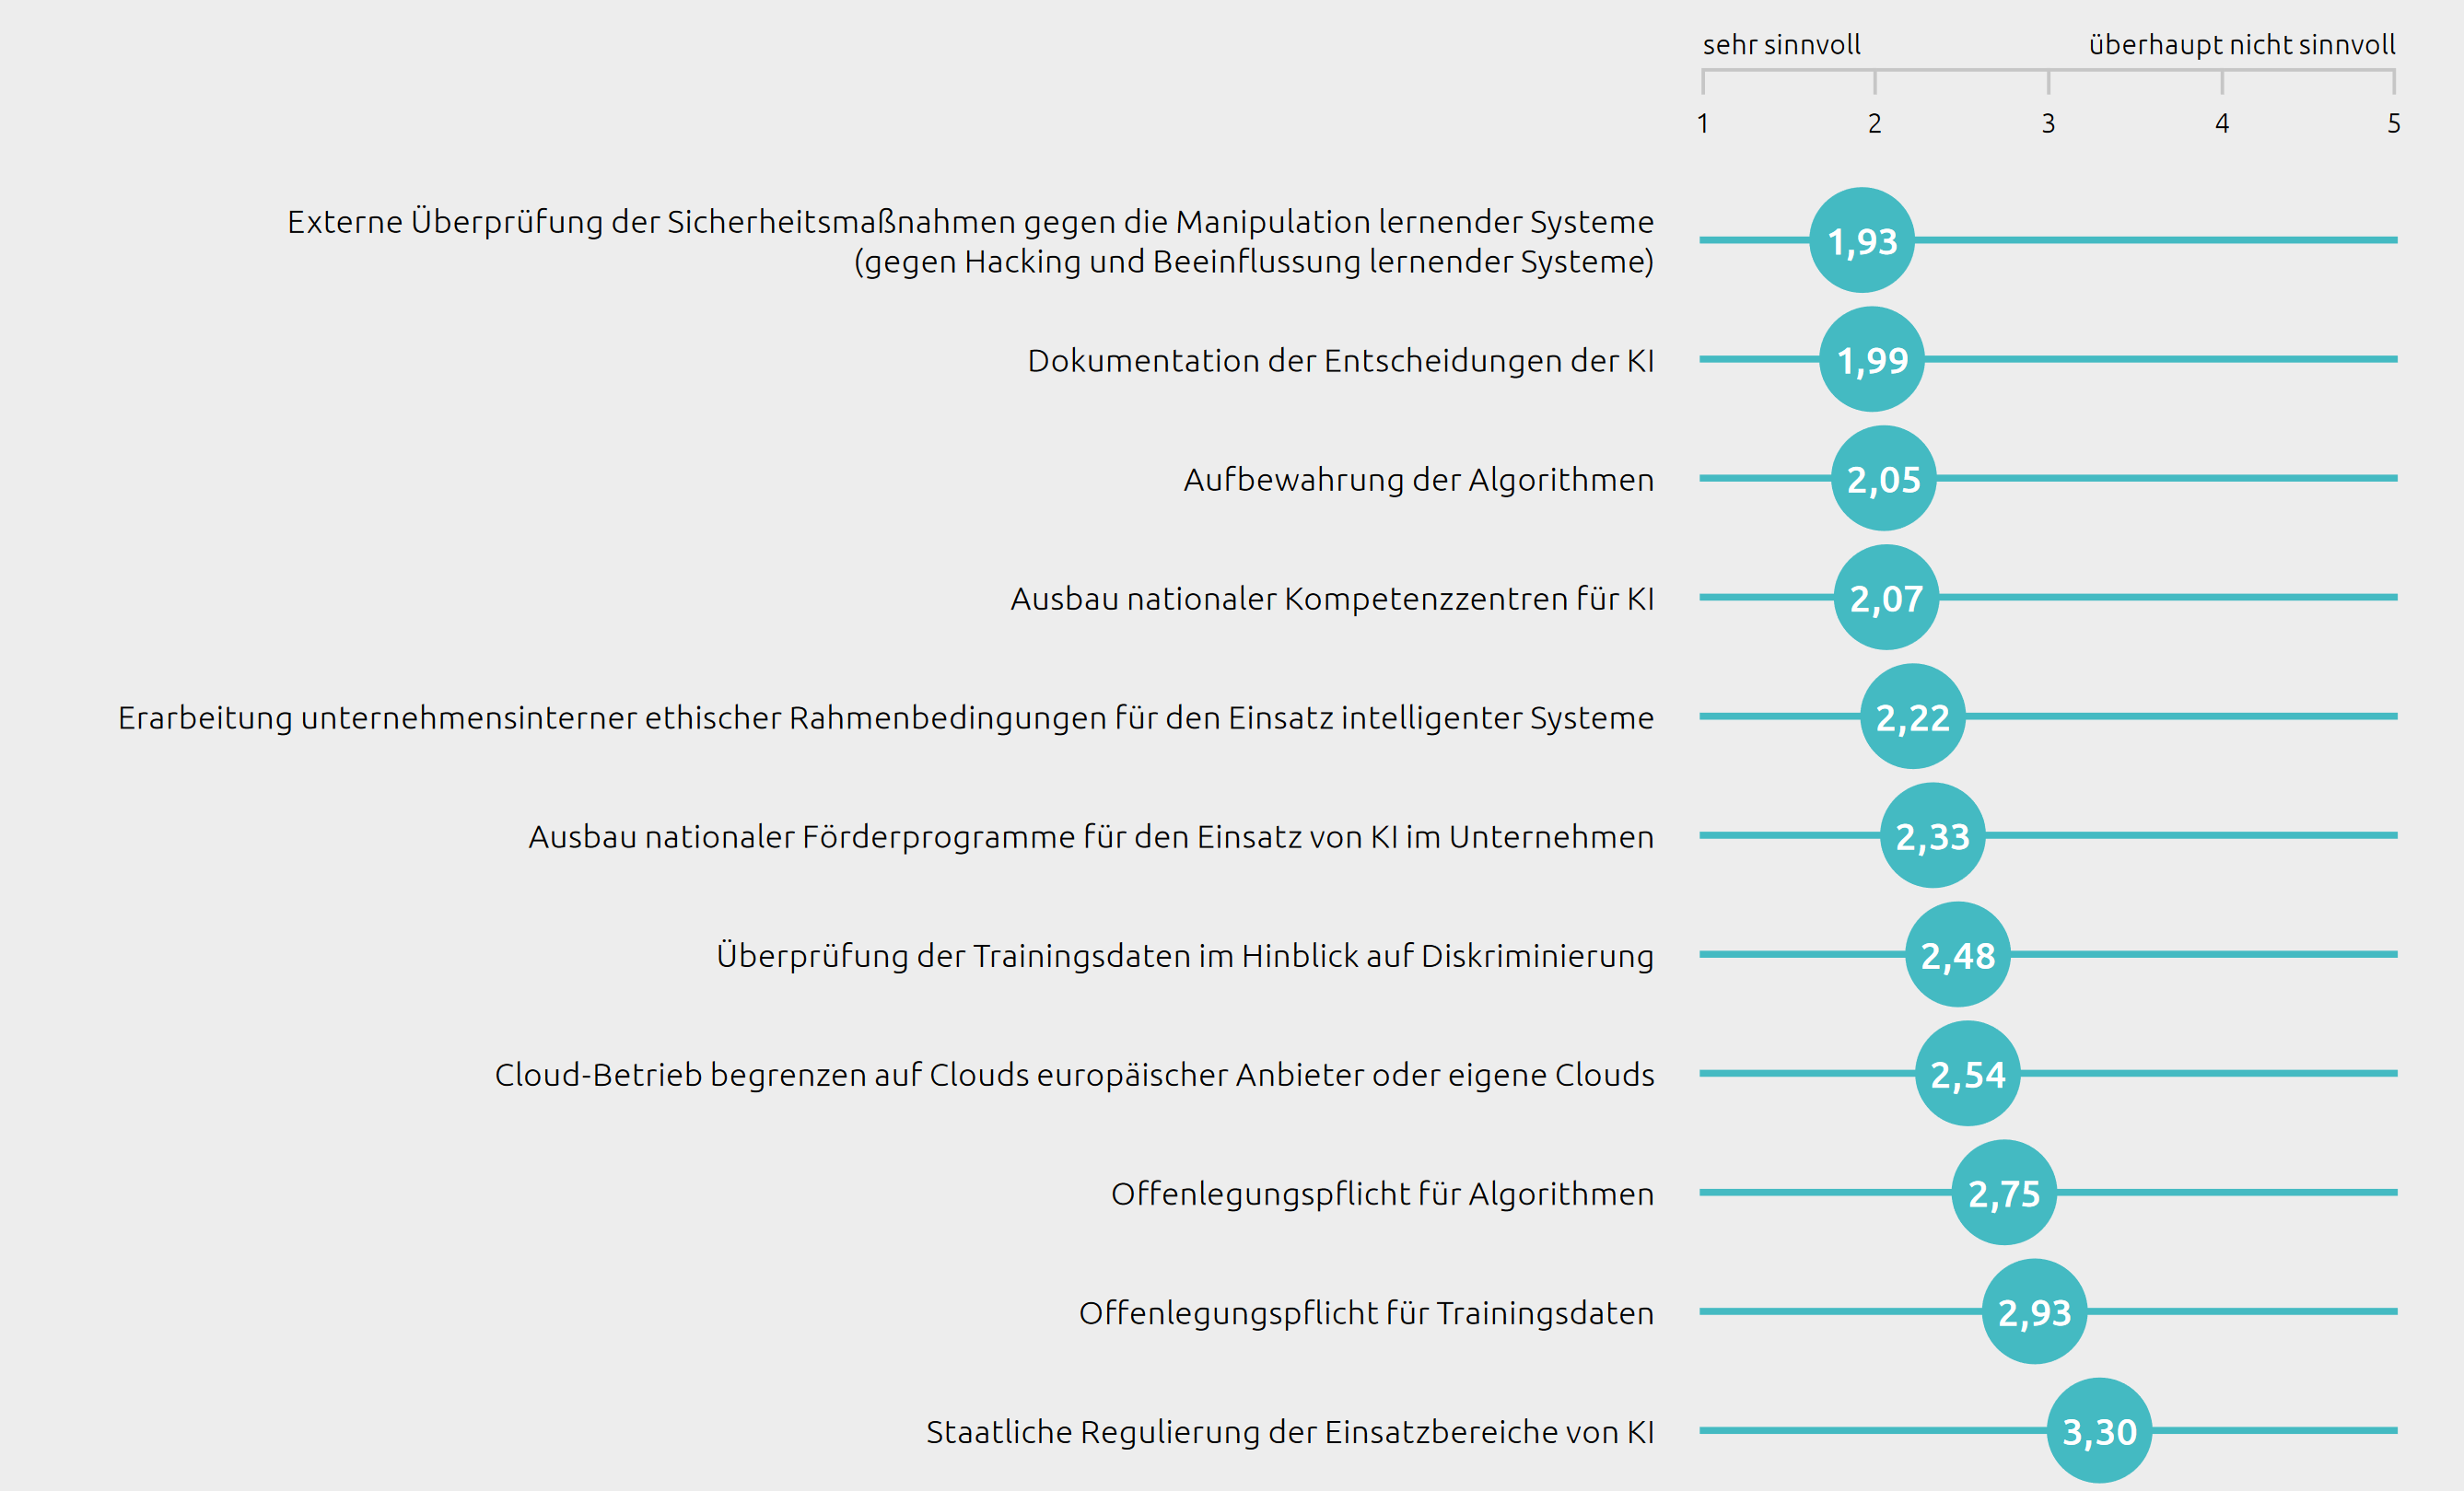 sehr sinnvoll überhaupt nicht sinnvoll
1 2 3 4 5
Externe Überprüfung der Sicherheitsmaßnahmen gegen die Manipulation lernender Systeme
(gegen Hacking und Beeinflussung lernender Systeme)
1,93
Dokumentation der Entscheidungen der KI
1,99
Aufbewahrung der Algorithmen
2,05
Ausbau nationaler Kompetenzzentren für KI
2,07
Erarbeitung unternehmensinterner ethischer Rahmenbedingungen für den Einsatz intelligenter Systeme
2,22
Ausbau nationaler Förderprogramme für den Einsatz von KI im Unternehmen
2,33
Überprüfung der Trainingsdaten im Hinblick auf Diskriminierung
2,48
Cloud-Betrieb begrenzen auf Clouds europäischer Anbieter oder eigene Clouds
2,54
Offenlegungspflicht für Algorithmen
2,75
Offenlegungspflicht für Trainingsdaten
2,93
Staatliche Regulierung der Einsatzbereiche von KI
3,30